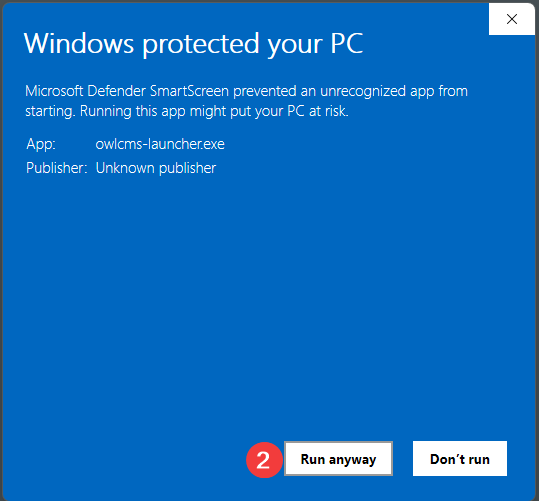 Windows protected your PC
Microsoft Defender SmartScreen prevented an unrecognized app from
starting. Running this app might put your PC at risk.
App: owlcms-launcher.exe
Publisher: Unknown publisher
2 Run anyway Don't run